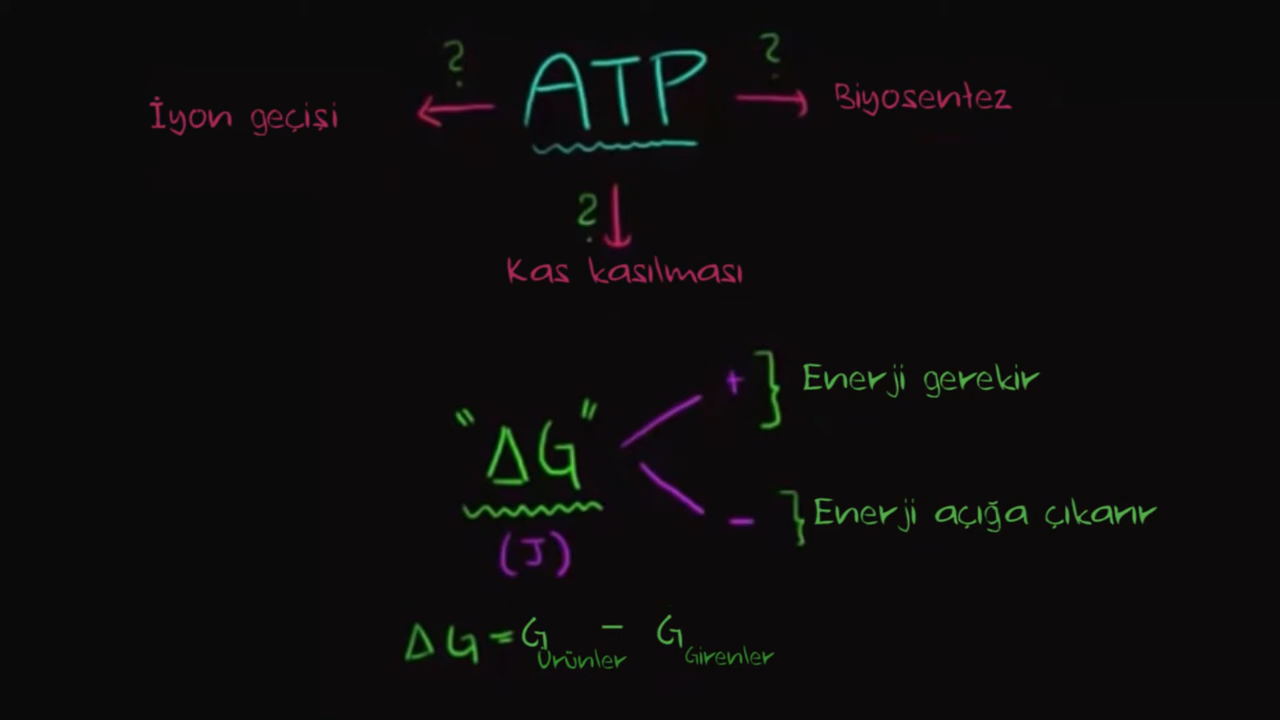 ? ATP ?
İyon geçişi ← → Biyosentez
? ↓
Kas kasılması
+ } Enerji gerekir
"ΔG"
- } Enerji açığa çıkarır
(J)
ΔG = G Ürünler - G Girenler